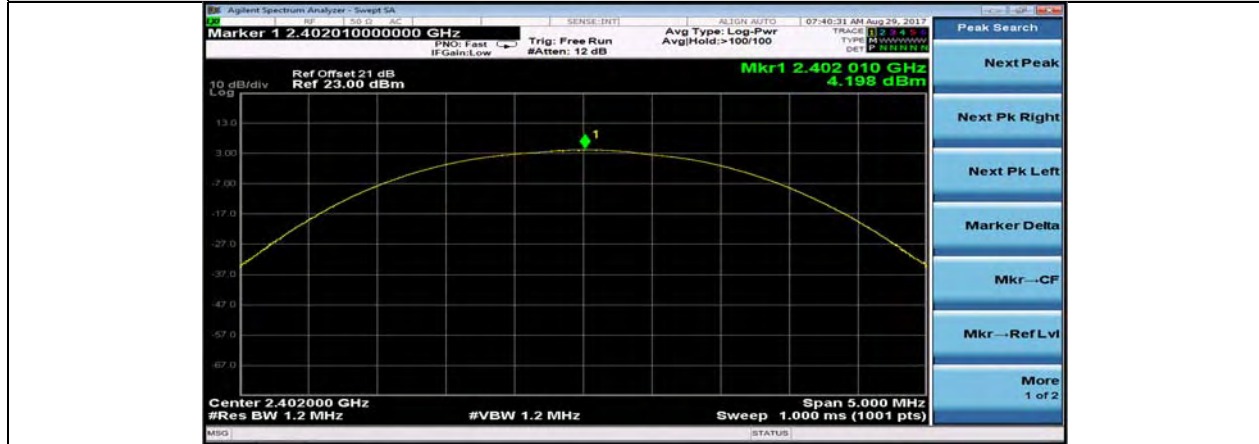 Agilent Spectrum Analyzer - Swept SA
RF 50 Ω AC SENSE:INT ALIGN AUTO 07:40:31 AM Aug 29, 2017
Marker 1 2.402010000000 GHz
PNO: Fast
IFGain:Low
Trig: Free Run
#Atten: 12 dB
Avg Type: Log-Pwr
Avg|Hold:>100/100
TRACE 1 2 3 4 5 6
TYPE M
DET P N N N N N
Ref Offset 21 dB
10 dB/div Ref 23.00 dBm
Log
Mkr1 2.402 010 GHz
4.198 dBm
1
13.0
3.00
-7.00
-17.0
-27.0
-37.0
-47.0
-57.0
-67.0
Center 2.402000 GHz Span 5.000 MHz
#Res BW 1.2 MHz #VBW 1.2 MHz Sweep 1.000 ms (1001 pts)
MSG STATUS
Peak Search
Next Peak
Next Pk Right
Next Pk Left
Marker Delta
Mkr→CF
Mkr→Ref Lvl
More
1 of 2